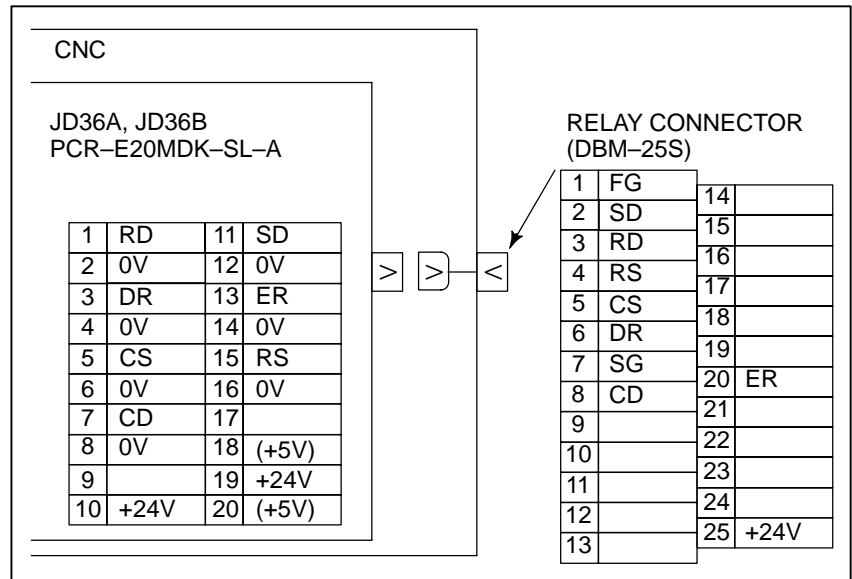 CNC
JD36A, JD36B
PCR–E20MDK–SL–A
1 RD 11 SD
2 0V 12 0V
3 DR 13 ER
4 0V 14 0V
5 CS 15 RS
6 0V 16 0V
7 CD 17
8 0V 18 (+5V)
9 19 +24V
10 +24V 20 (+5V)
> > <
RELAY CONNECTOR
(DBM–25S)
1 FG
2 SD
3 RD
4 RS
5 CS
6 DR
7 SG
8 CD
9
10
11
12
13
14
15
16
17
18
19
20 ER
21
22
23
24
25 +24V